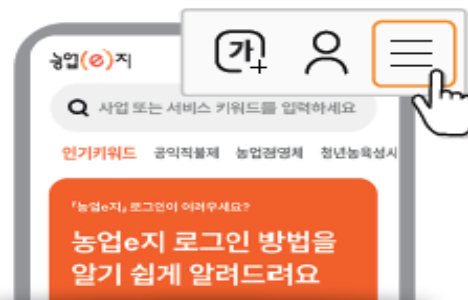 가
농업(e)지
사업 또는 서비스 키워드를 입력하세요
인기키워드 공익직불제 농업경영체 청년농육성사
「농업e지」 로그인이 어려우세요?
농업e지 로그인 방법을
알기 쉽게 알려드려요